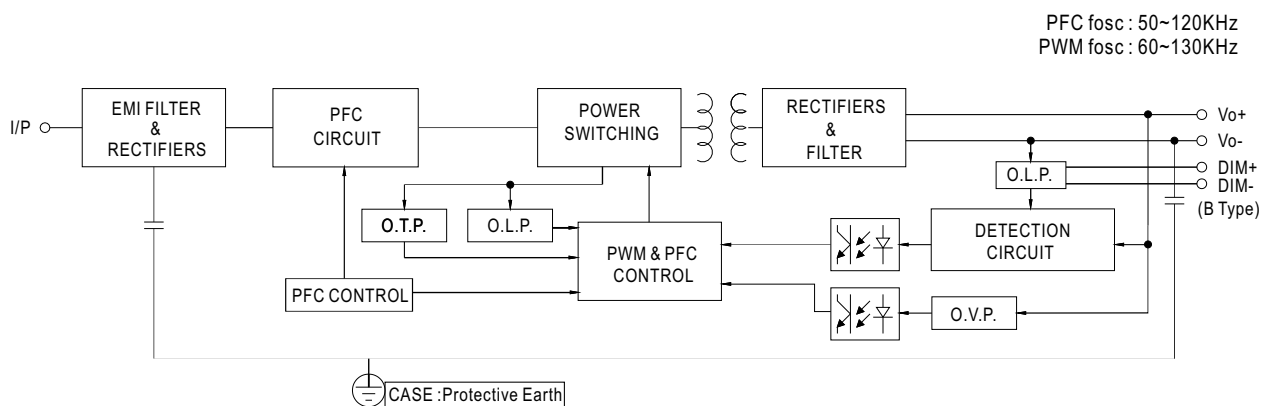 PFC fosc : 50~120KHz
PWM fosc : 60~130KHz
I/P
EMI FILTER
&
RECTIFIERS
PFC
CIRCUIT
POWER
SWITCHING
RECTIFIERS
&
FILTER
Vo+
Vo-
DIM+
DIM-
(B Type)
O.L.P.
O.T.P.
O.L.P.
PWM & PFC
CONTROL
DETECTION
CIRCUIT
PFC CONTROL
O.V.P.
CASE :Protective Earth